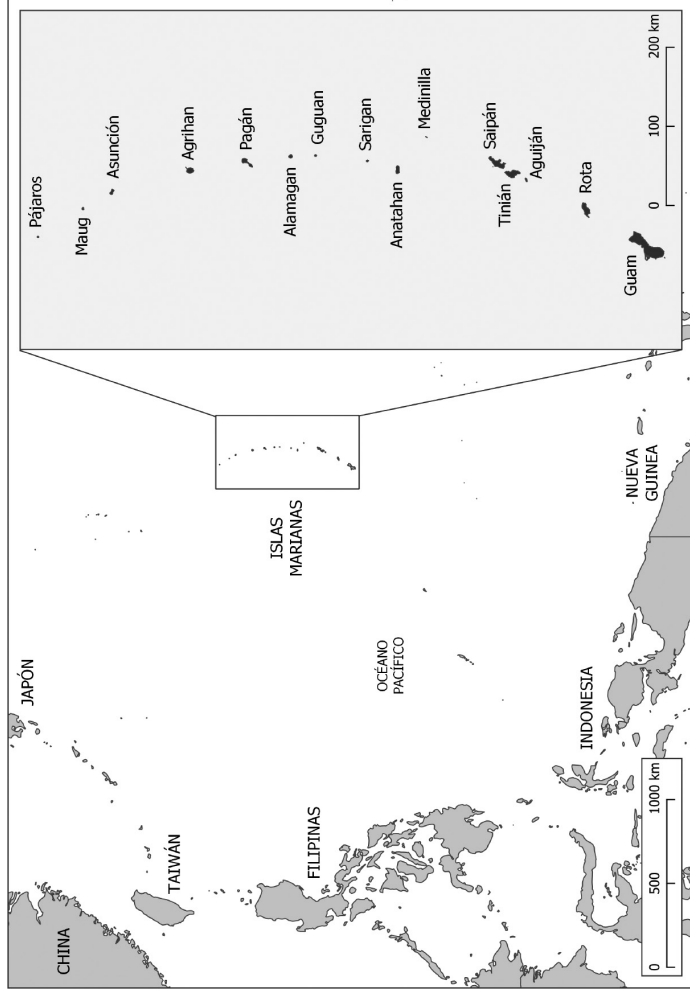 CHINA
JAPÓN
TAIWÁN
FILIPINAS
OCÉANO
PACÍFICO
ISLAS
MARIANAS
INDONESIA
NUEVA
GUINEA
0 500 1000 km
Pájaros
Maug
Asunción
Agrihan
Pagán
Alamagan
Guguan
Sarigan
Anatahan
Medinilla
Saipán
Tinián
Aguiján
Rota
Guam
0 100 200 km